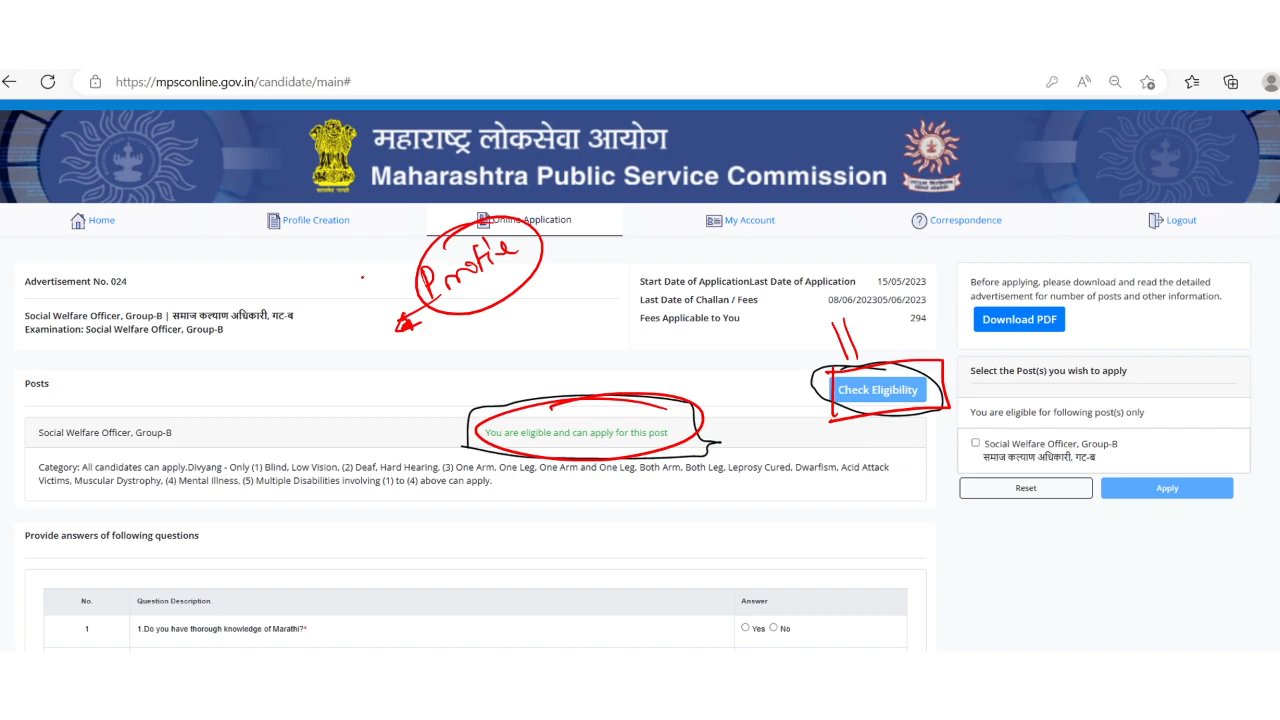 https://mpsconline.gov.in/candidate/main#
महाराष्ट्र लोकसेवा आयोग
Maharashtra Public Service Commission
Home Profile Creation Online Application My Account Correspondence Logout
Profile
Advertisement No. 024
Social Welfare Officer, Group-B | समाज कल्याण अधिकारी, गट-ब
Examination: Social Welfare Officer, Group-B
Start Date of ApplicationLast Date of Application 15/05/2023
Last Date of Challan / Fees 08/06/202305/06/2023
Fees Applicable to You 294
Before applying, please download and read the detailed
advertisement for number of posts and other information.
Download PDF
Posts
Check Eligibility
Social Welfare Officer, Group-B You are eligible and can apply for this post
Category: All candidates can apply.Divyang - Only (1) Blind, Low Vision, (2) Deaf, Hard Hearing, (3) One Arm, One Leg, One Arm and One Leg, Both Arm, Both Leg, Leprosy Cured, Dwarfism, Acid Attack
Victims, Muscular Dystrophy, (4) Mental Illness, (5) Multiple Disabilities involving (1) to (4) above can apply.
Select the Post(s) you wish to apply
You are eligible for following post(s) only
Social Welfare Officer, Group-B
समाज कल्याण अधिकारी, गट-ब
Reset Apply
Provide answers of following questions
No. Question Description Answer
1 1.Do you have thorough knowledge of Marathi?* Yes No